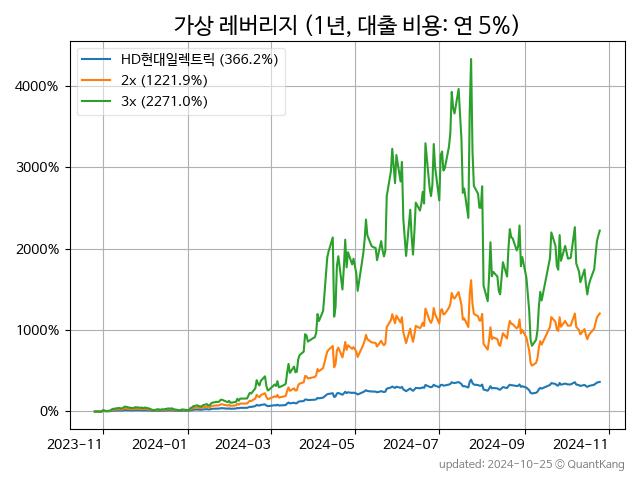 가상 레버리지 (1년, 대출 비용: 연 5%)
HD현대일렉트릭 (366.2%)
2x (1221.9%)
3x (2271.0%)
4000%
3000%
2000%
1000%
0%
2023-11 2024-01 2024-03 2024-05 2024-07 2024-09 2024-11
updated: 2024-10-25 © QuantKang